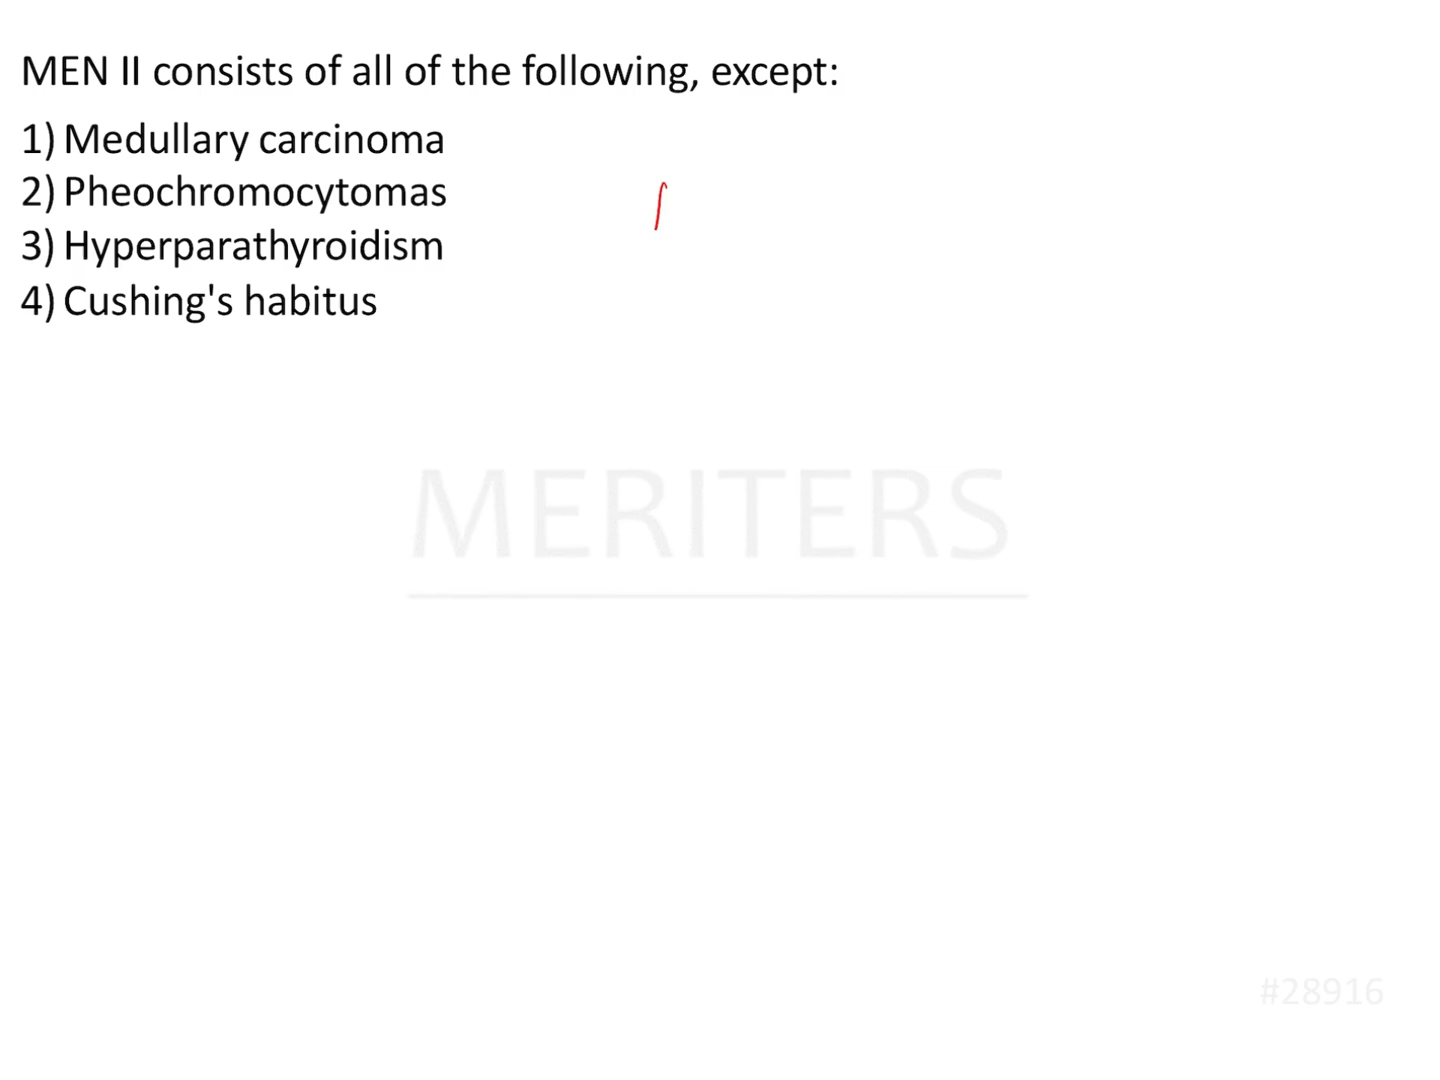 MEN II consists of all of the following, except:
1) Medullary carcinoma
2) Pheochromocytomas
3) Hyperparathyroidism
4) Cushing's habitus
MERITERS
#28916